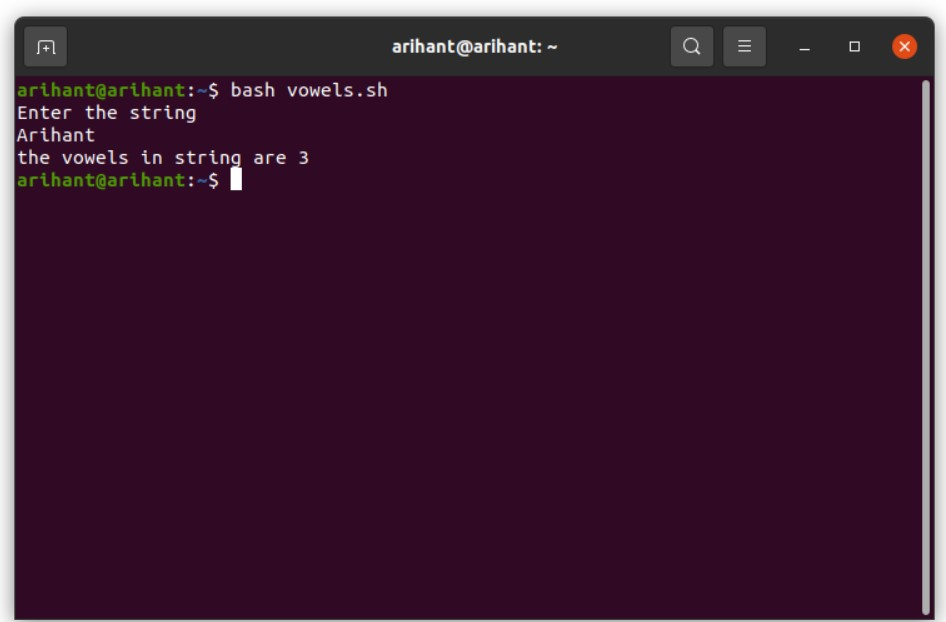 arihant@arihant: ~
arihant@arihant:~$ bash vowels.sh
Enter the string
Arihant
the vowels in string are 3
arihant@arihant:~$